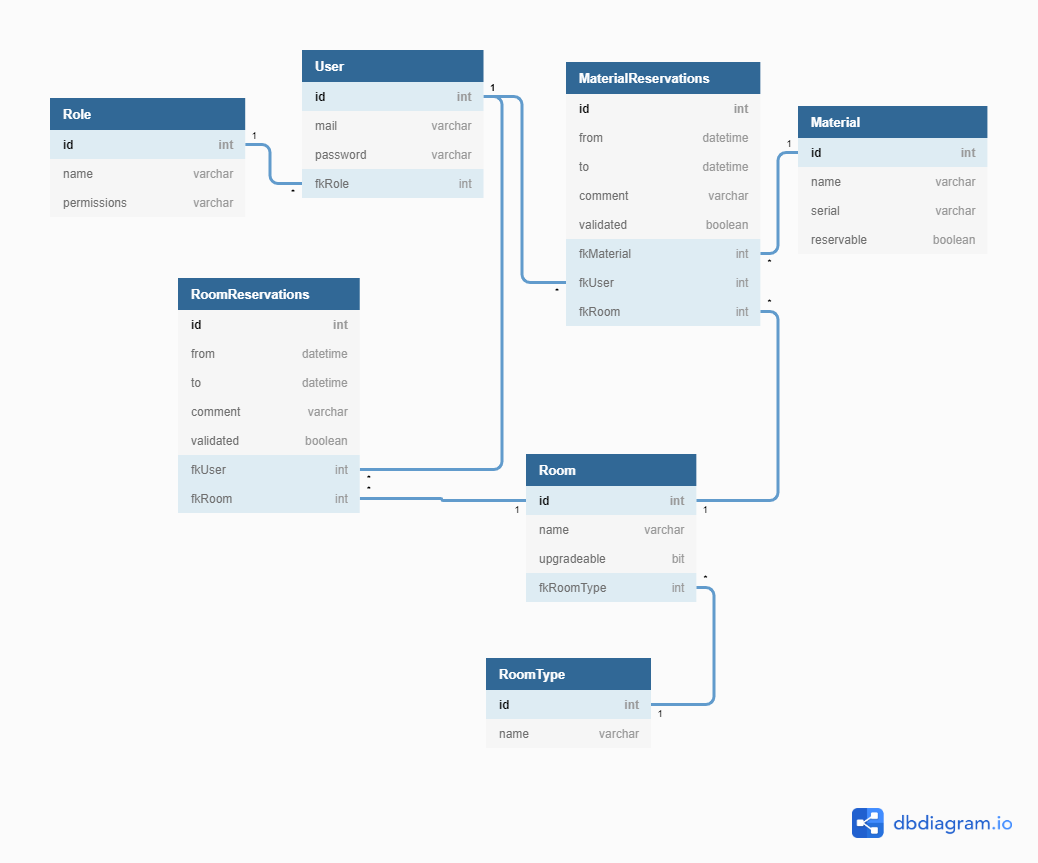 User
id int
mail varchar
password varchar
fkRole int
1
MaterialReservations
id int
from datetime
to datetime
comment varchar
validated boolean
fkMaterial int
fkUser int
fkRoom int
*
*
*
Role
id int
name varchar
permissions varchar
1
*
Material
id int
name varchar
serial varchar
reservable boolean
1
RoomReservations
id int
from datetime
to datetime
comment varchar
validated boolean
fkUser int
fkRoom int
*
*
Room
id int
name varchar
upgradeable bit
fkRoomType int
1
1
*
RoomType
id int
name varchar
1
dbdiagram.io